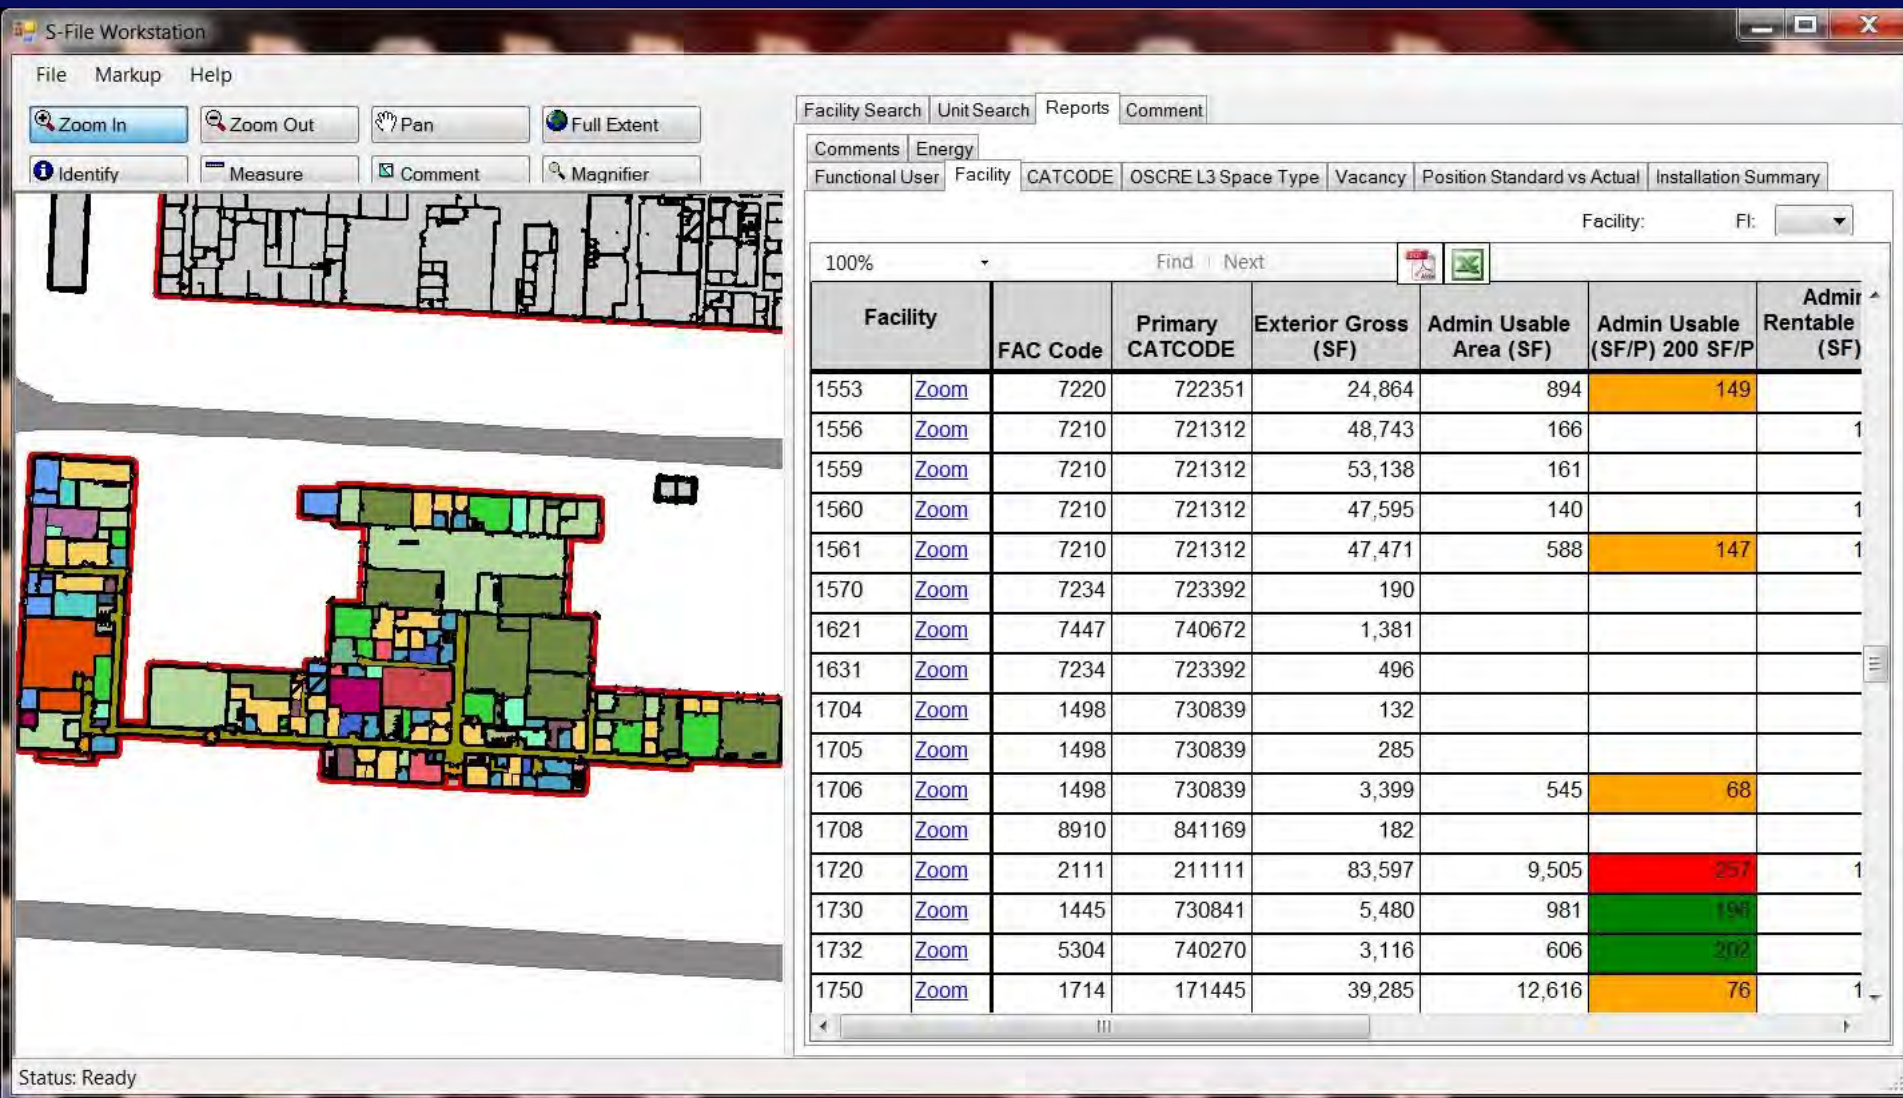 S-File Workstation
File Markup Help
Zoom In Zoom Out Pan Full Extent
Identify Measure Comment Magnifier
Facility Search Unit Search Reports Comment
Comments Energy
Functional User Facility CATCODE OSCRE L3 Space Type Vacancy Position Standard vs Actual Installation Summary
Facility: FI:
100% Find Next
Facility FAC Code Primary CATCODE Exterior Gross (SF) Admin Usable Area (SF) Admin Usable (SF/P) 200 SF/P Admin Rentable (SF)
1553 Zoom 7220 722351 24,864 894 149
1556 Zoom 7210 721312 48,743 166 1
1559 Zoom 7210 721312 53,138 161
1560 Zoom 7210 721312 47,595 140 1
1561 Zoom 7210 721312 47,471 588 147 1
1570 Zoom 7234 723392 190
1621 Zoom 7447 740672 1,381
1631 Zoom 7234 723392 496
1704 Zoom 1498 730839 132
1705 Zoom 1498 730839 285
1706 Zoom 1498 730839 3,399 545 68
1708 Zoom 8910 841169 182
1720 Zoom 2111 211111 83,597 9,505 257 1
1730 Zoom 1445 730841 5,480 981 196
1732 Zoom 5304 740270 3,116 606 202
1750 Zoom 1714 171445 39,285 12,616 76 1
Status: Ready